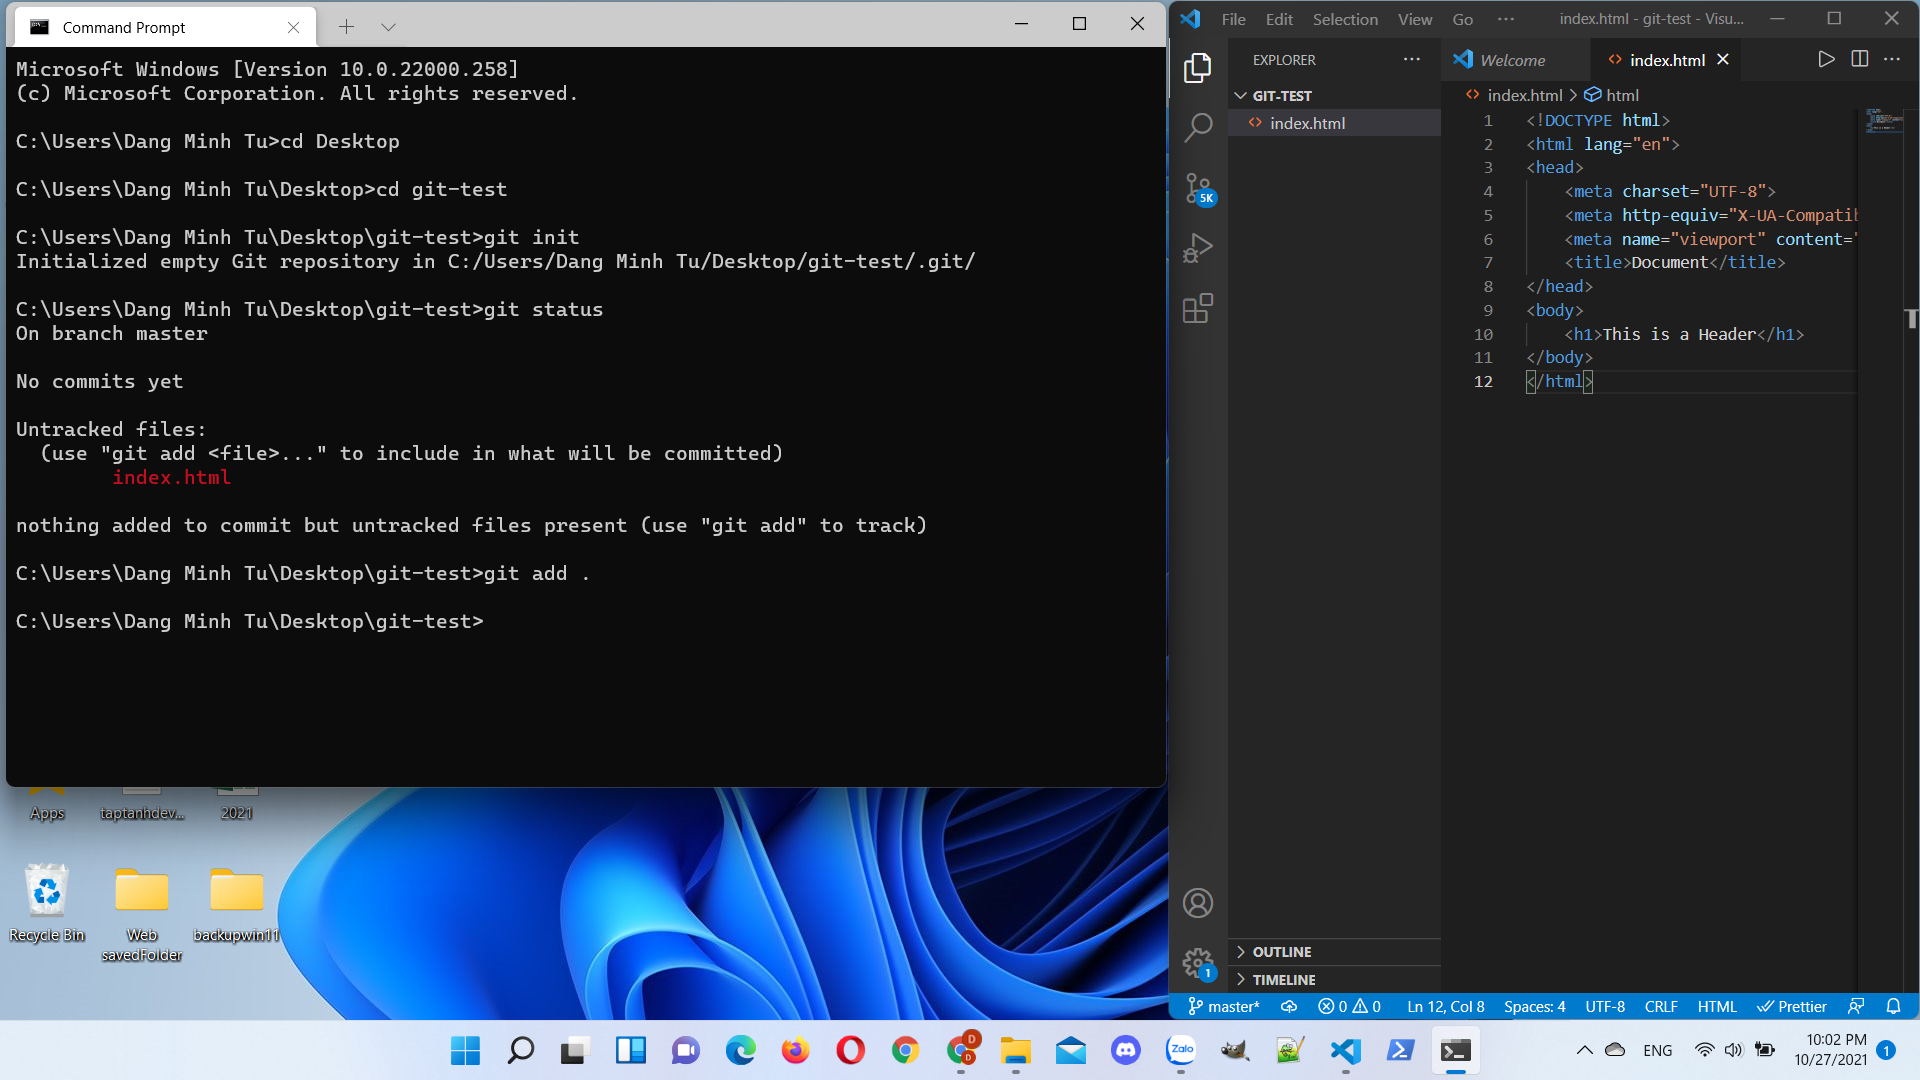 Command Prompt
Microsoft Windows [Version 10.0.22000.258]
(c) Microsoft Corporation. All rights reserved.
C:\Users\Dang Minh Tu>cd Desktop
C:\Users\Dang Minh Tu\Desktop>cd git-test
C:\Users\Dang Minh Tu\Desktop\git-test>git init
Initialized empty Git repository in C:/Users/Dang Minh Tu/Desktop/git-test/.git/
C:\Users\Dang Minh Tu\Desktop\git-test>git status
On branch master
No commits yet
Untracked files:
(use "git add <file>..." to include in what will be committed)
index.html
nothing added to commit but untracked files present (use "git add" to track)
C:\Users\Dang Minh Tu\Desktop\git-test>git add .
C:\Users\Dang Minh Tu\Desktop\git-test>
Apps
taptanhdev...
2021
Recycle Bin
Web savedFolder
backupwin11
File Edit Selection View Go ··· index.html - git-test - Visu...
EXPLORER ···
GIT-TEST
index.html
5K
1
OUTLINE
TIMELINE
Welcome
index.html
index.html > html
1 <!DOCTYPE html>
2 <html lang="en">
3 <head>
4 <meta charset="UTF-8">
5 <meta http-equiv="X-UA-Compatib
6 <meta name="viewport" content="
7 <title>Document</title>
8 </head>
9 <body>
10 <h1>This is a Header</h1>
11 </body>
12 </html>
master* 0 0 Ln 12, Col 8 Spaces: 4 UTF-8 CRLF HTML Prettier
D
D
Zalo
ENG
10:02 PM
10/27/2021
1